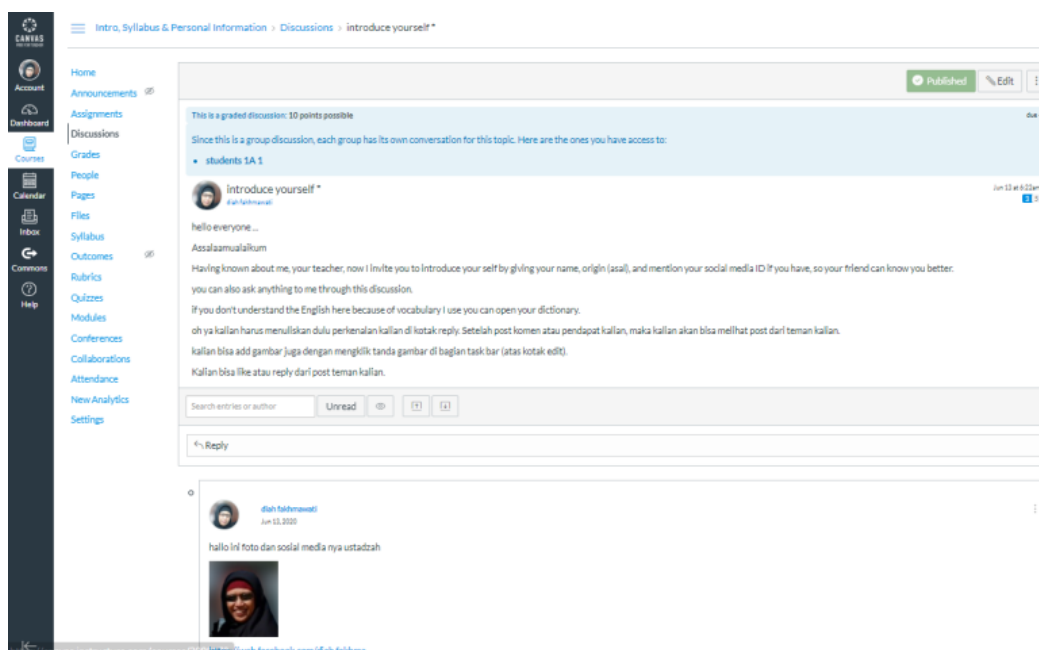 CANVAS
Intro, Syllabus & Personal Information > Discussions > introduce yourself *
Account
Dashboard
Courses
Calendar
Inbox
Commons
Help
Home
Announcements
Assignments
Discussions
Grades
People
Pages
Files
Syllabus
Outcomes
Rubrics
Quizzes
Modules
Conferences
Collaborations
Attendance
New Analytics
Settings
Published
Edit
This is a graded discussion: 10 points possible
due
Since this is a group discussion, each group has its own conversation for this topic. Here are the ones you have access to:
• students 1A 1
introduce yourself *
diah fakhmawati
Jun 12 at 6:22am
3
hello everyone ...
Assalaamualaikum
Having known about me, your teacher, now I invite you to introduce your self by giving your name, origin (asal), and mention your social media ID if you have, so your friend can know you better.
you can also ask anything to me through this discussion.
if you don't understand the English here because of vocabulary I use you can open your dictionary.
oh ya kalian harus menuliskan dulu perkenalan kalian di kotak reply. Setelah post komen atau pendapat kalian, maka kalian akan bisa melihat post dari teman kalian.
kalian bisa add gambar juga dengan mengklik tanda gambar di bagian task bar (atas kotak edit).
Kalian bisa like atau reply dari post teman kalian.
Search entries or author
Unread
Reply
diah fakhmawati
Jun 13, 2020
hallo ini foto dan sosial media nya ustadzah